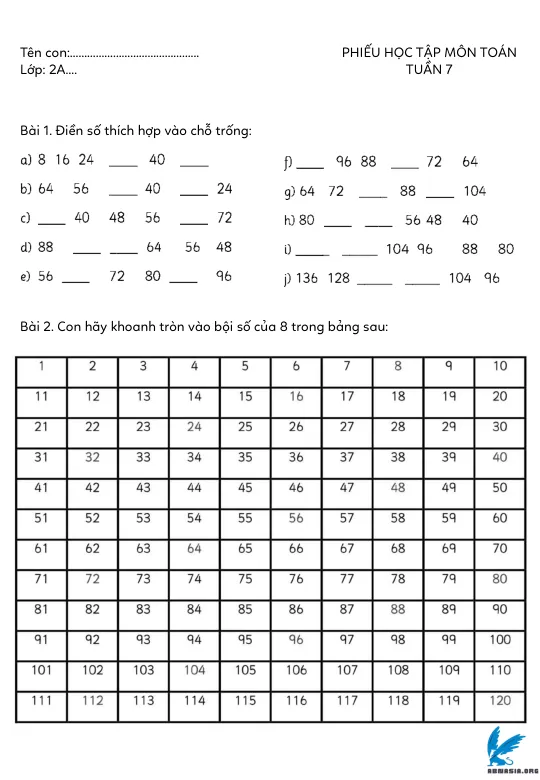 Tên con:.............................................
PHIẾU HỌC TẬP MÔN TOÁN
Lớp: 2A....
TUẦN 7
Bài 1. Điền số thích hợp vào chỗ trống:
a) 8 16 24 ____ 40 ____
b) 64 56 ____ 40 ____ 24
c) ____ 40 48 56 ____ 72
d) 88 ____ ____ 64 56 48
e) 56 ____ 72 80 ____ 96
f) ____ 96 88 ____ 72 64
g) 64 72 ____ 88 ____ 104
h) 80 ____ ____ 56 48 40
i) _____ _____ 104 96 88 80
j) 136 128 _____ _____ 104 96
Bài 2. Con hãy khoanh tròn vào bội số của 8 trong bảng sau:
1 2 3 4 5 6 7 8 9 10
11 12 13 14 15 16 17 18 19 20
21 22 23 24 25 26 27 28 29 30
31 32 33 34 35 36 37 38 39 40
41 42 43 44 45 46 47 48 49 50
51 52 53 54 55 56 57 58 59 60
61 62 63 64 65 66 67 68 69 70
71 72 73 74 75 76 77 78 79 80
81 82 83 84 85 86 87 88 89 90
91 92 93 94 95 96 97 98 99 100
101 102 103 104 105 106 107 108 109 110
111 112 113 114 115 116 117 118 119 120
ABMASIA.ORG